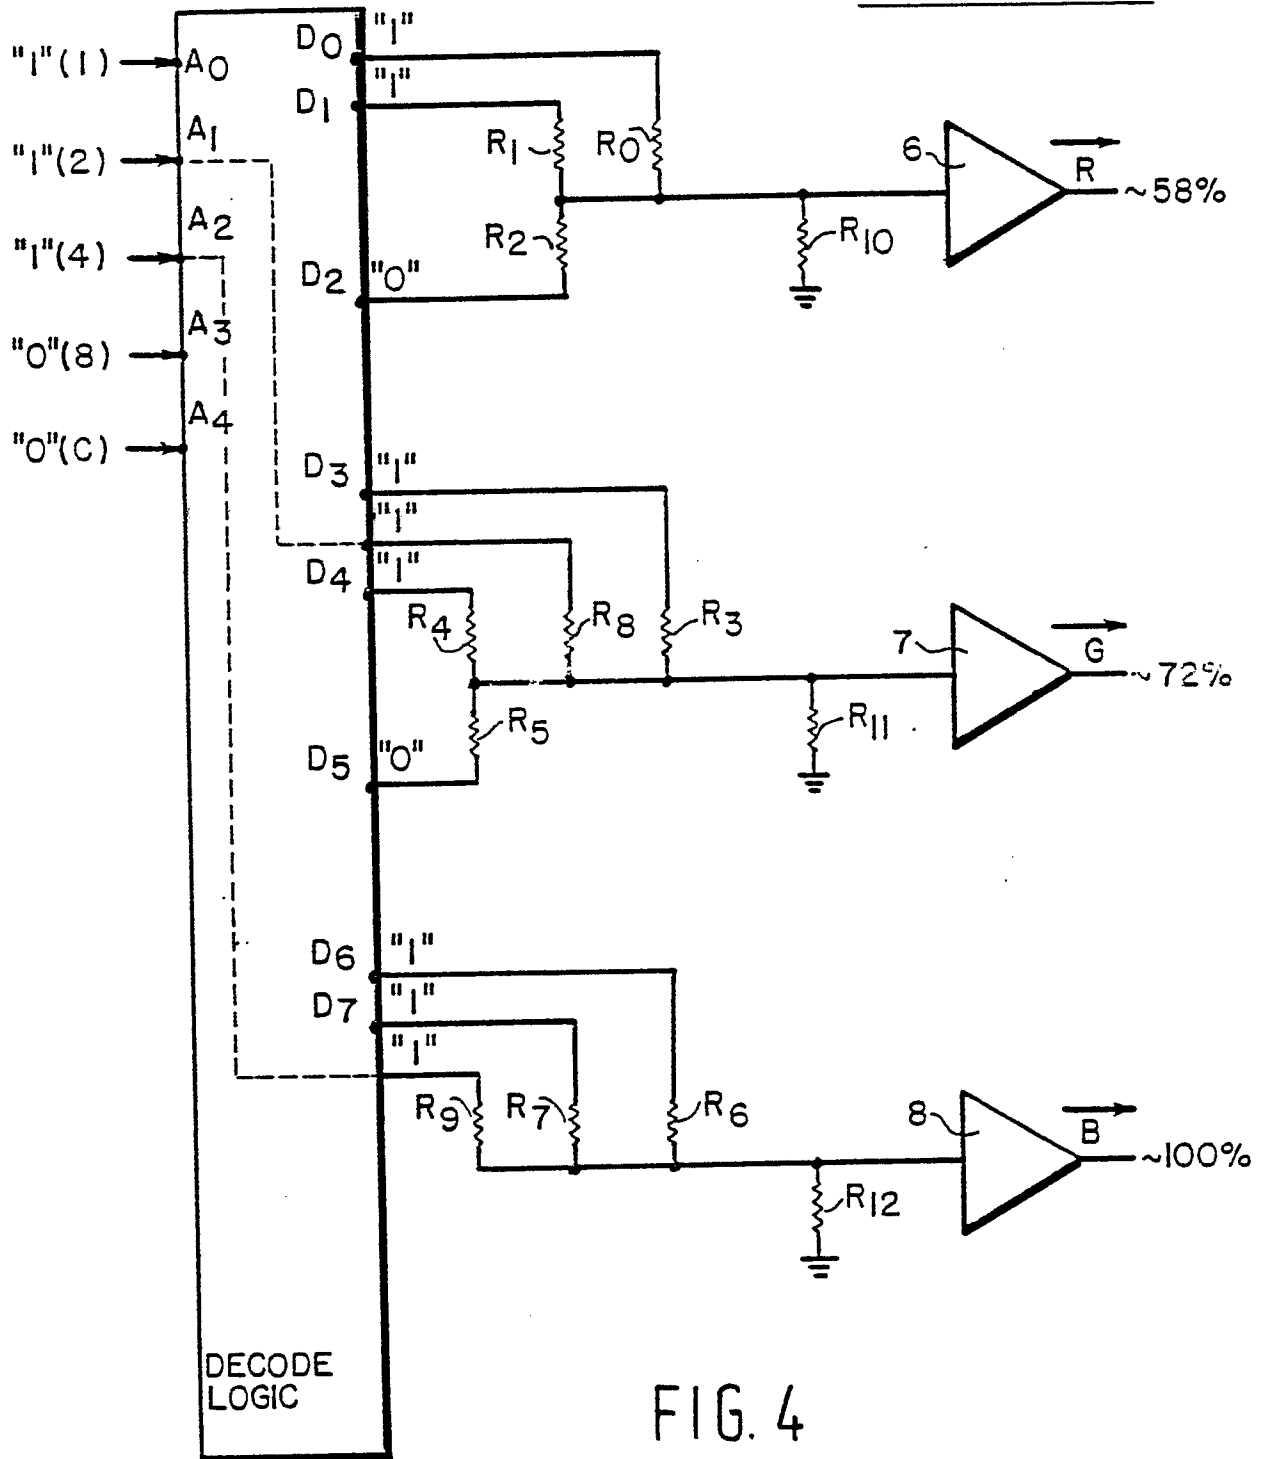 "1"(1) A0 D0 "1"
D1 "1"
"1"(2) A1
R1 R0 6 R ~58%
"1"(4) A2 R2 R10
D2 "0"
"0"(8) A3
"0"(C) A4
D3 "1"
"1"
D4 "1"
R4 R8 R3 7 G ~72%
R5 R11
D5 "0"
D6 "1"
D7 "1"
"1"
R9 R7 R6 8 B ~100%
R12
DECODE
LOGIC
FIG. 4